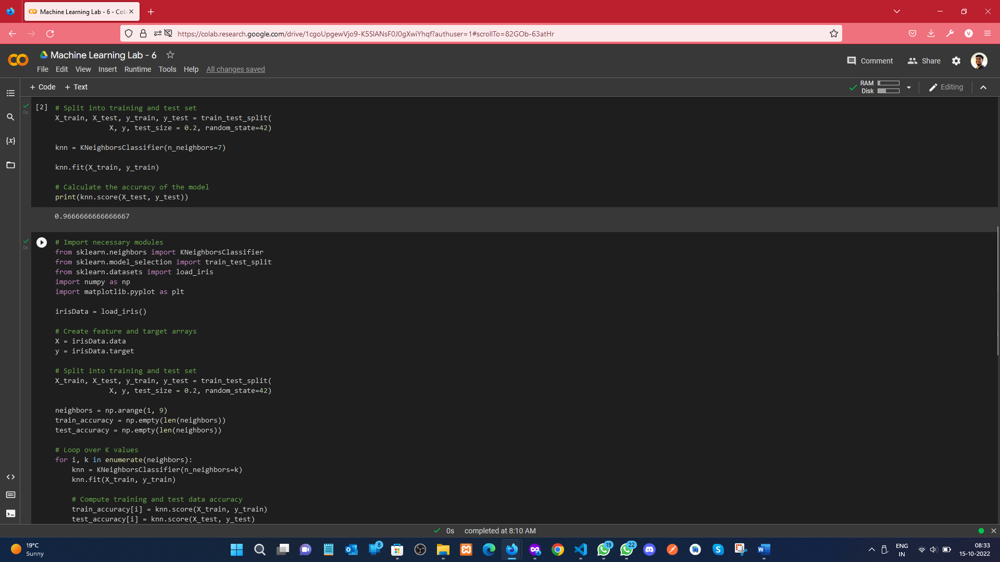 Machine Learning Lab - 6 - Cola
https://colab.research.google.com/drive/1cgoUpgewVjo9-K5SlANsF0J0gXwiYhqf?authuser=1#scrollTo=82GOb-63atHr
Machine Learning Lab - 6
Comment
Share
File Edit View Insert Runtime Tools Help All changes saved
+ Code + Text
RAM
Disk
Editing
[2]
0s
# Split into training and test set
X_train, X_test, y_train, y_test = train_test_split(
X, y, test_size = 0.2, random_state=42)
knn = KNeighborsClassifier(n_neighbors=7)
knn.fit(X_train, y_train)
# Calculate the accuracy of the model
print(knn.score(X_test, y_test))
0.9666666666666667
0s
# Import necessary modules
from sklearn.neighbors import KNeighborsClassifier
from sklearn.model_selection import train_test_split
from sklearn.datasets import load_iris
import numpy as np
import matplotlib.pyplot as plt
irisData = load_iris()
# Create feature and target arrays
X = irisData.data
y = irisData.target
# Split into training and test set
X_train, X_test, y_train, y_test = train_test_split(
X, y, test_size = 0.2, random_state=42)
neighbors = np.arange(1, 9)
train_accuracy = np.empty(len(neighbors))
test_accuracy = np.empty(len(neighbors))
# Loop over K values
for i, k in enumerate(neighbors):
knn = KNeighborsClassifier(n_neighbors=k)
knn.fit(X_train, y_train)
# Compute training and test data accuracy
train_accuracy[i] = knn.score(X_train, y_train)
test_accuracy[i] = knn.score(X_test, y_test)
0s completed at 8:10 AM
19°C
Sunny
8
19
22
ENG
IN
08:33
15-10-2022